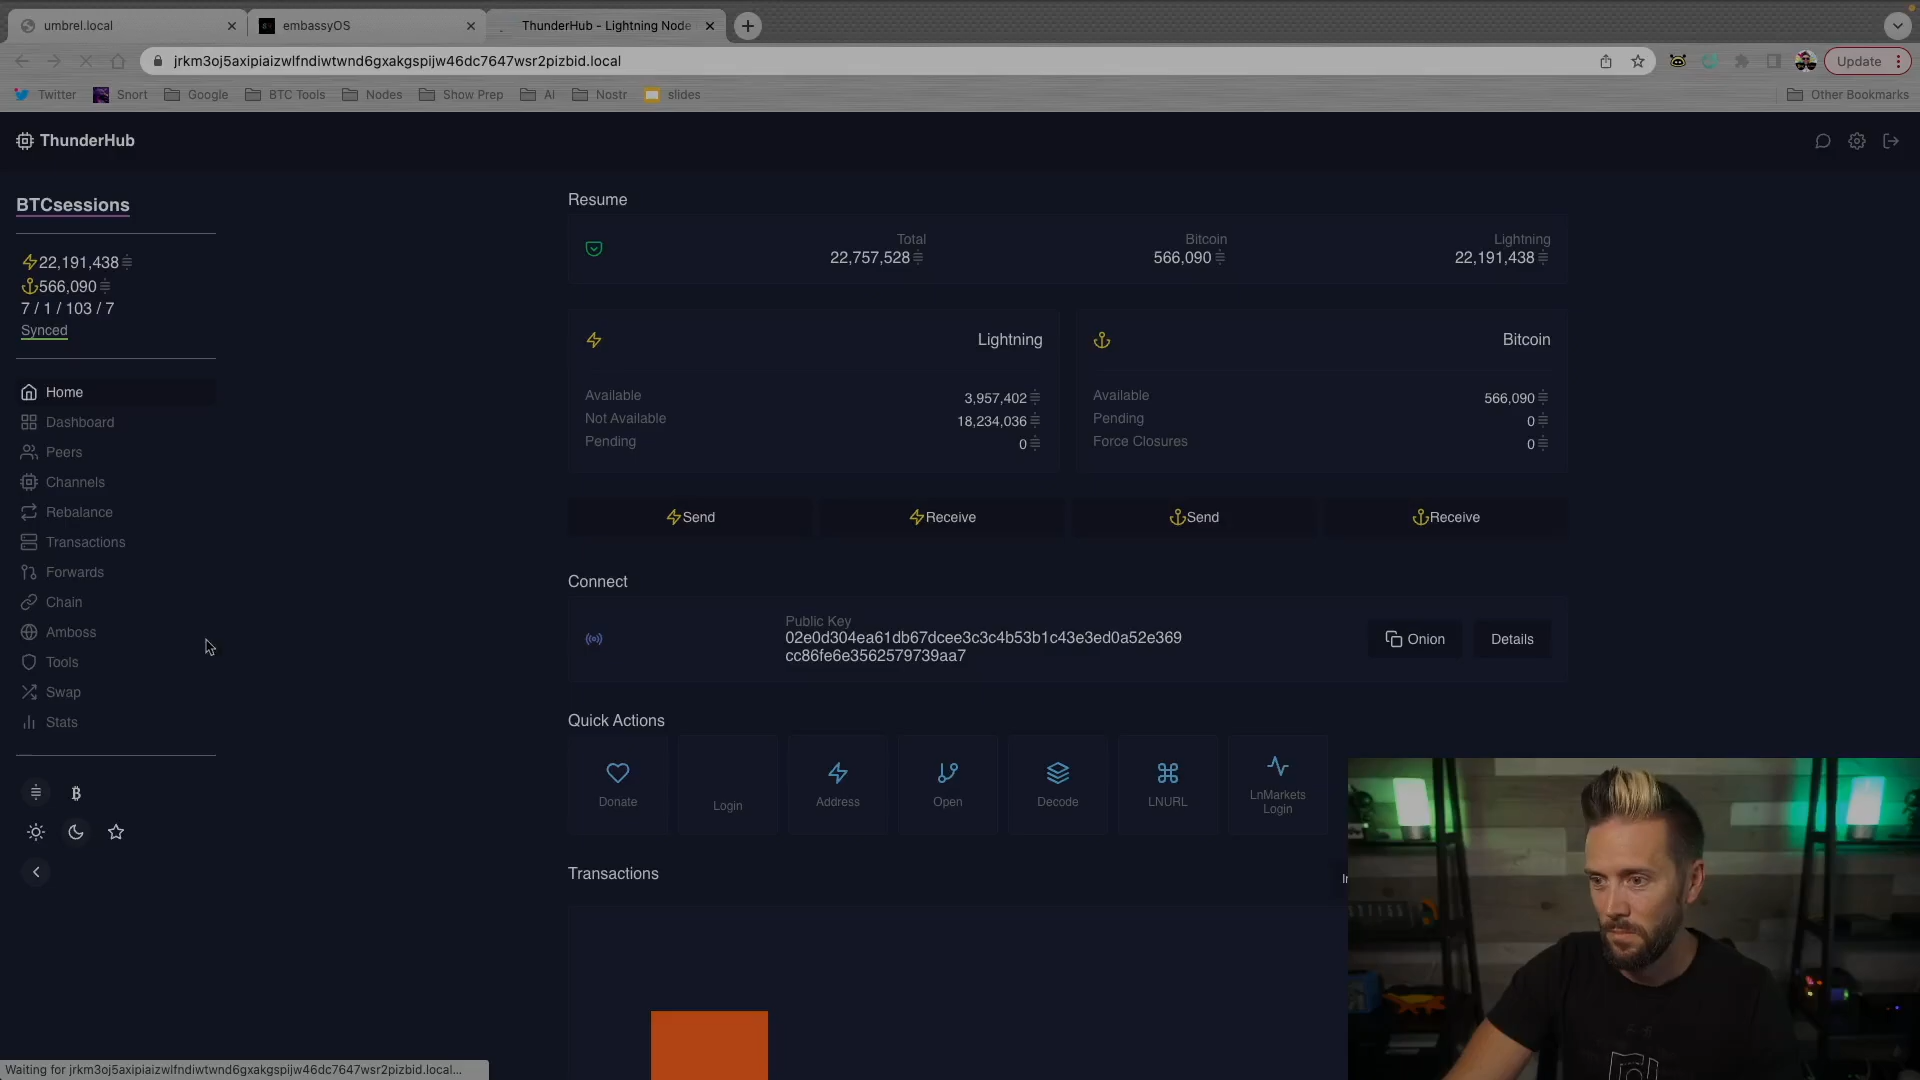 umbrel.local
embassyOS
ThunderHub - Lightning Node
jrkm3oj5axipiaizwlfndiwtwnd6gxakgspijw46dc7647wsr2pizbid.local
Update
Twitter
Snort
Google
BTC Tools
Nodes
Show Prep
AI
Nostr
slides
Other Bookmarks
ThunderHub
BTCsessions
22,191,438
566,090
7 / 1 / 103 / 7
Synced
Home
Dashboard
Peers
Channels
Rebalance
Transactions
Forwards
Chain
Amboss
Tools
Swap
Stats
Resume
Total
22,757,528
Bitcoin
566,090
Lightning
22,191,438
Lightning
Available
3,957,402
Not Available
18,234,036
Pending
0
Bitcoin
Available
566,090
Pending
0
Force Closures
0
Send
Receive
Send
Receive
Connect
Public Key
02e0d304ea61db67dcee3c3c4b53b1c43e3ed0a52e369
cc86fe6e3562579739aa7
Onion
Details
Quick Actions
Donate
Login
Address
Open
Decode
LNURL
LnMarkets
Login
Transactions
Waiting for jrkm3oj5axipiaizwlfndiwtwnd6gxakgspijw46dc7647wsr2pizbid.local...